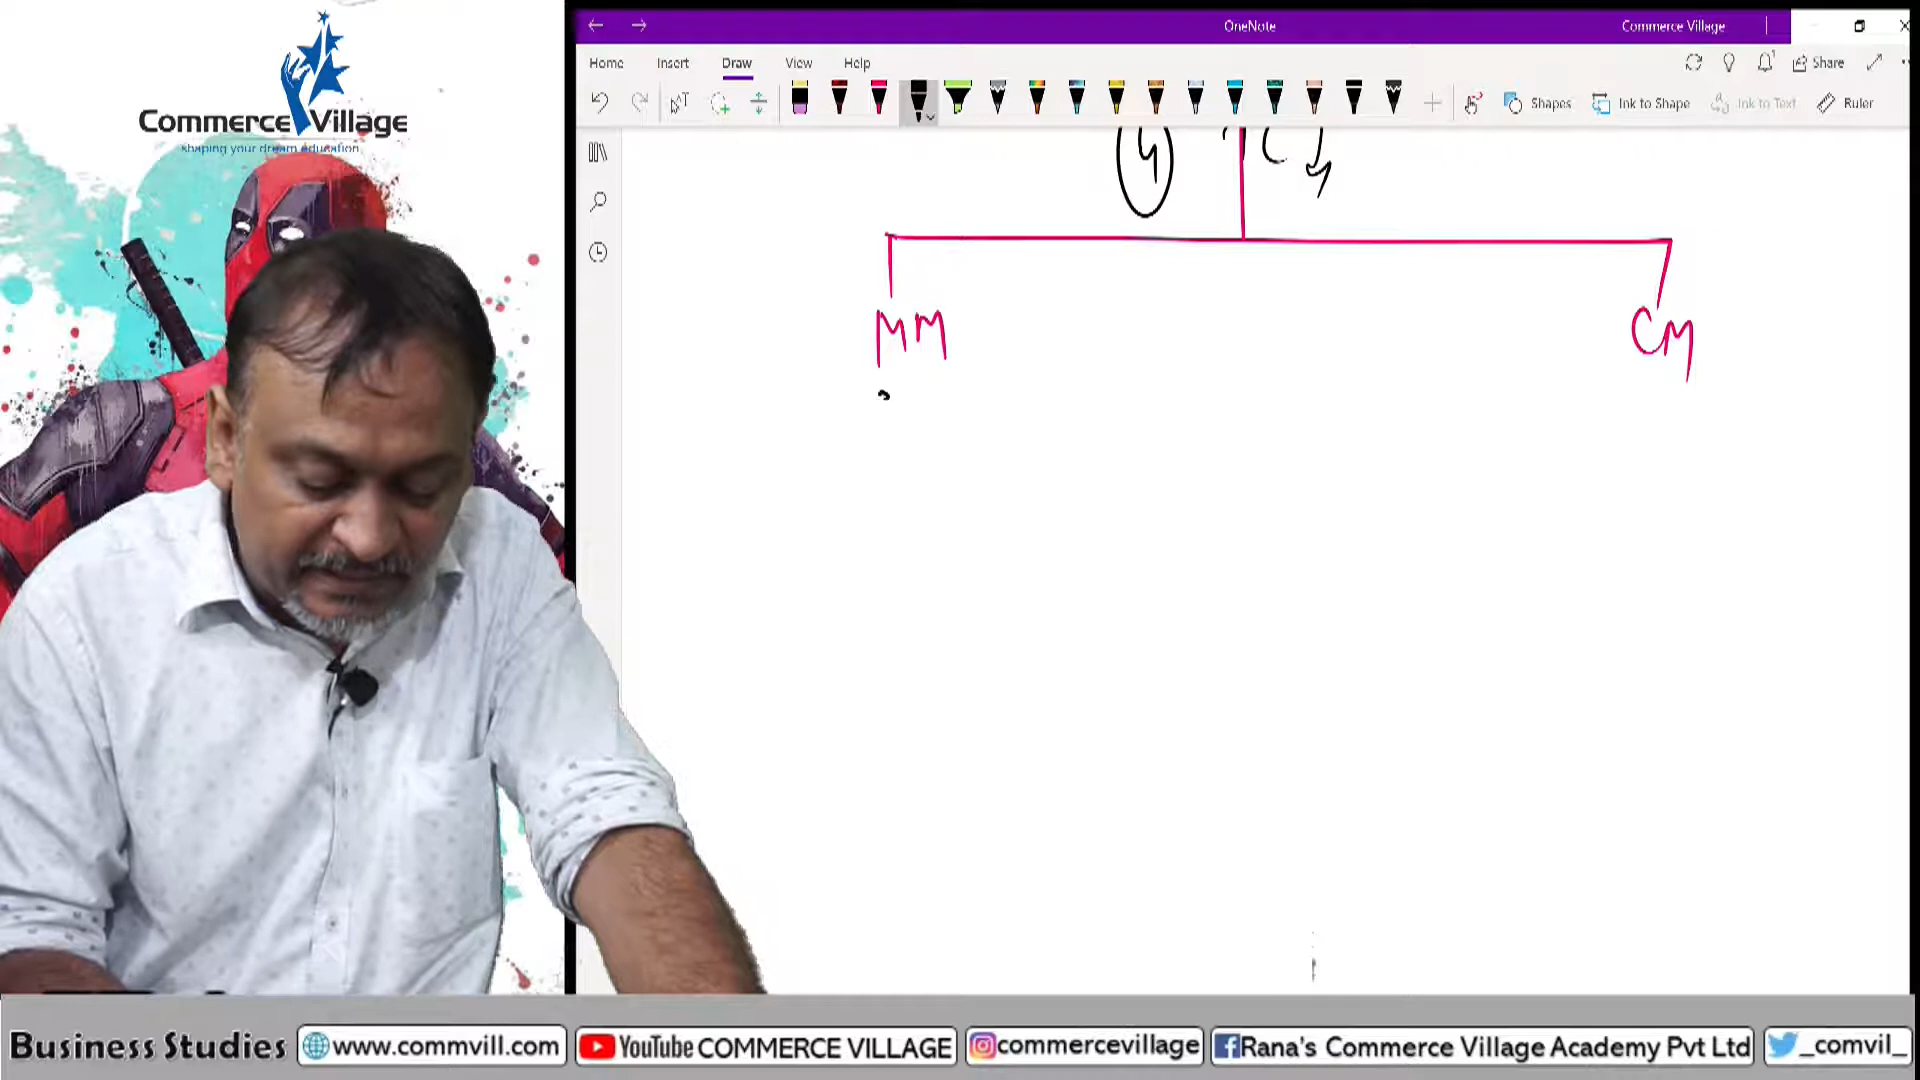 Commerce Village
shaping your dream education
OneNote
Commerce Village
Home Insert Draw View Help
Share
Shapes Ink to Shape Ink to Text Ruler
MM
CM
Business Studies www.commvill.com YouTube COMMERCE VILLAGE commercevillage Rana's Commerce Village Academy Pvt Ltd _comvil_